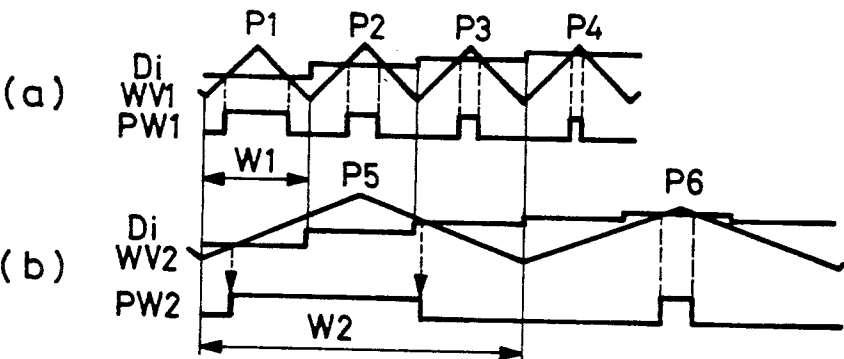 P1 P2 P3 P4
Di
(a) WV1
PW1
W1
P5 P6
Di
(b) WV2
PW2
W2